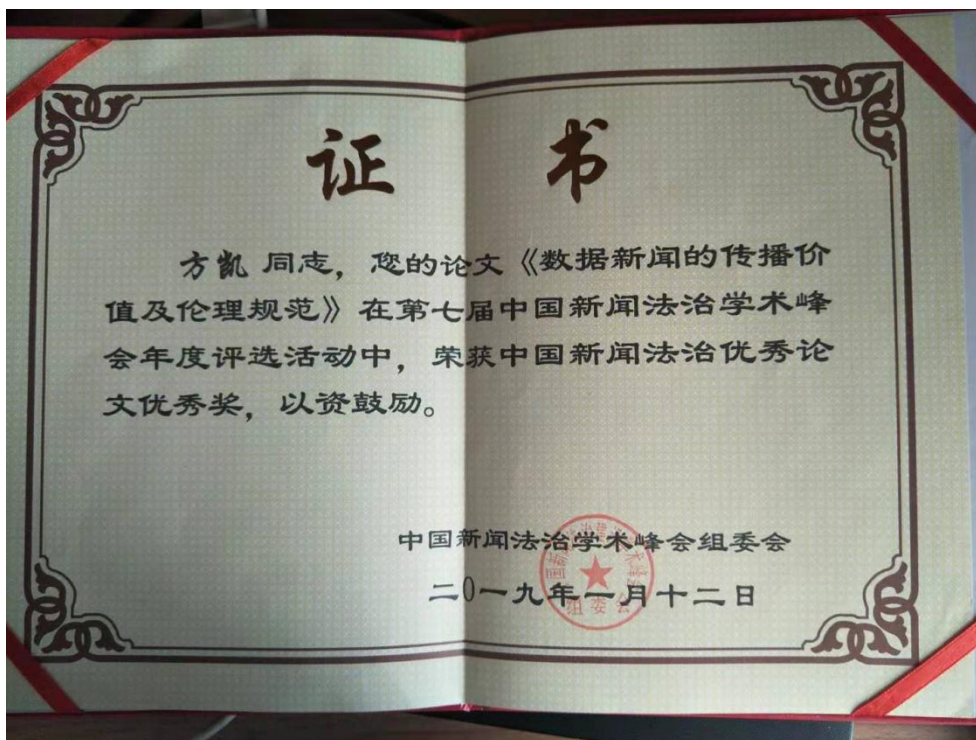 证 书
方凯 同志，您的论文《数据新闻的传播价
值及伦理规范》在第七届中国新闻法治学术峰
会年度评选活动中，荣获中国新闻法治优秀论
文优秀奖，以资鼓励。
中国新闻法治学术峰会组委会
二0一九年一月十二日
组委会